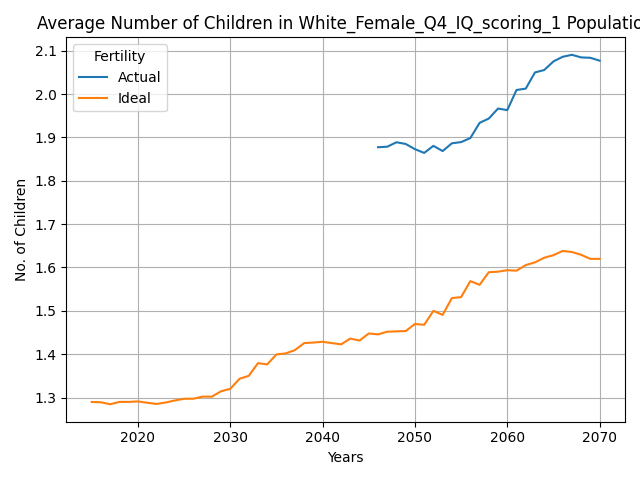 Average Number of Children in White_Female_Q4_IQ_scoring_1 Populatio
Fertility
Actual
Ideal
2.1
2.0
1.9
1.8
1.7
1.6
1.5
1.4
1.3
No. of Children
2020 2030 2040 2050 2060 2070
Years